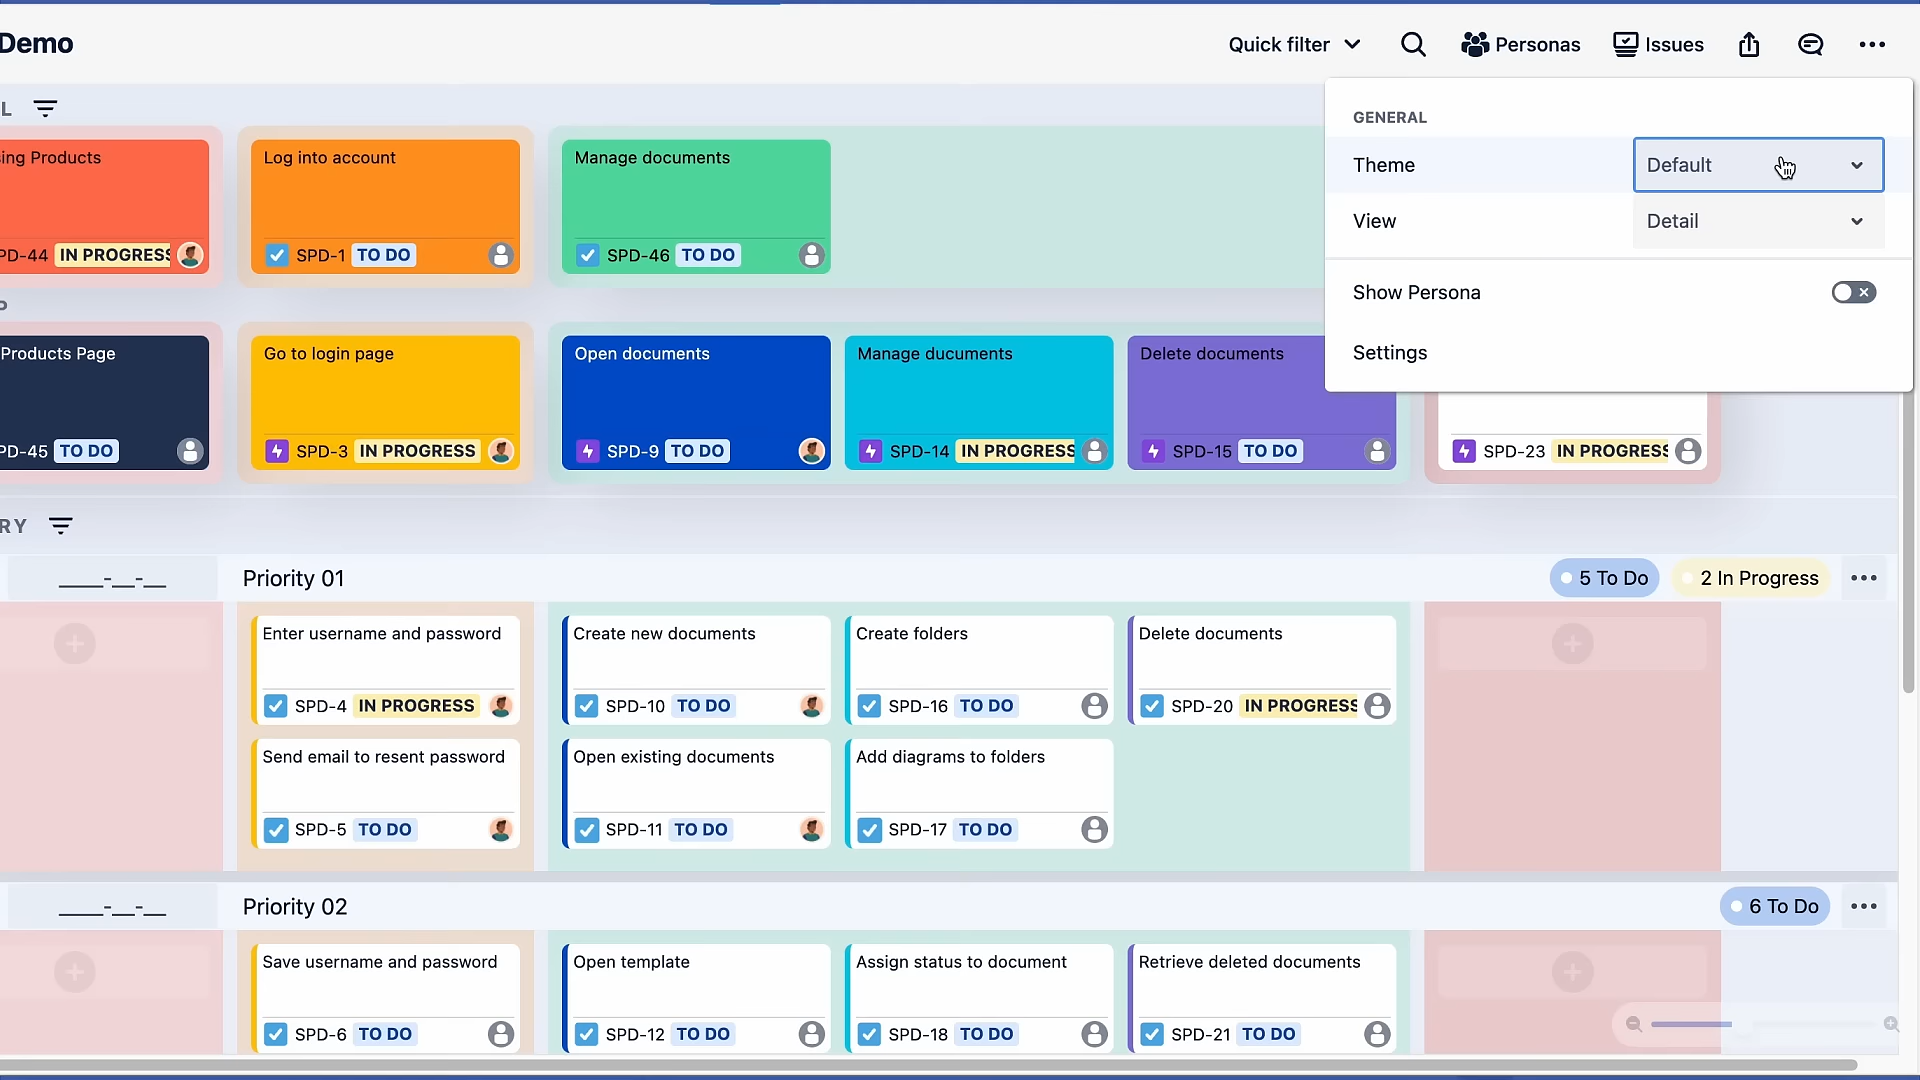 Demo
Quick filter
Personas
Issues
L
GENERAL
Theme
Default
View
Detail
Show Persona
Settings
ing Products
PD-44 IN PROGRESS
Log into account
SPD-1 TO DO
Manage documents
SPD-46 TO DO
P
Products Page
PD-45 TO DO
Go to login page
SPD-3 IN PROGRESS
Open documents
SPD-9 TO DO
Manage ducuments
SPD-14 IN PROGRESS
Delete documents
SPD-15 TO DO
SPD-23 IN PROGRESS
RY
____-__-__
Priority 01
5 To Do
2 In Progress
Enter username and password
SPD-4 IN PROGRESS
Create new documents
SPD-10 TO DO
Create folders
SPD-16 TO DO
Delete documents
SPD-20 IN PROGRESS
Send email to resent password
SPD-5 TO DO
Open existing documents
SPD-11 TO DO
Add diagrams to folders
SPD-17 TO DO
____-__-__
Priority 02
6 To Do
Save username and password
SPD-6 TO DO
Open template
SPD-12 TO DO
Assign status to document
SPD-18 TO DO
Retrieve deleted documents
SPD-21 TO DO